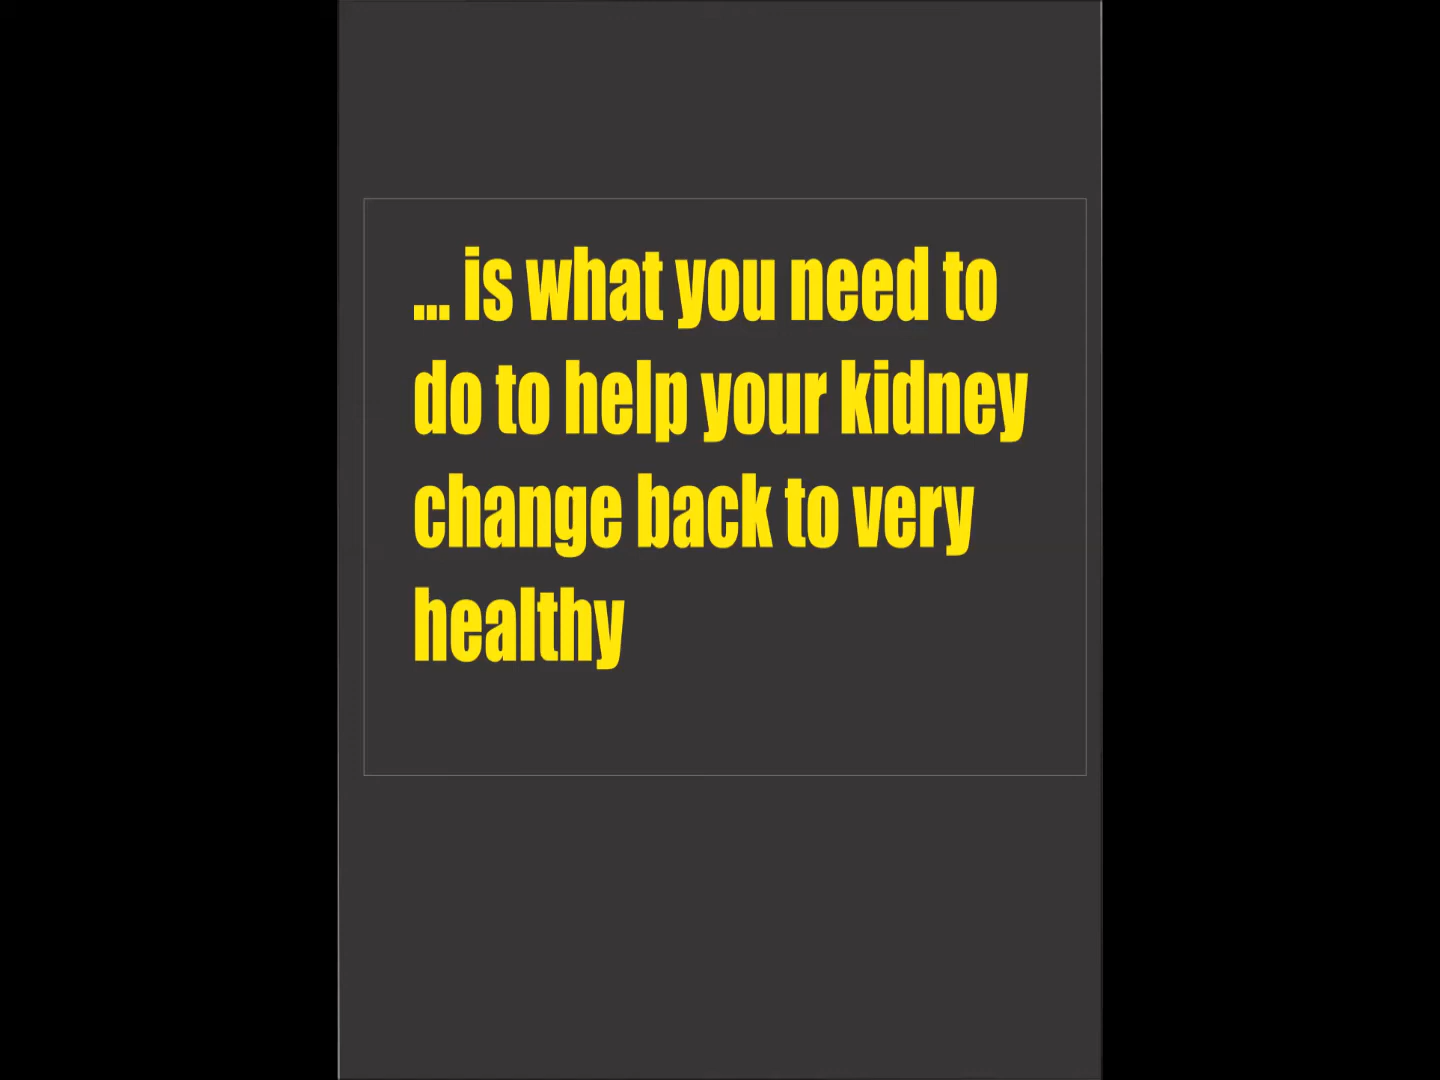 ... is what you need to
do to help your kidney
change back to very
healthy